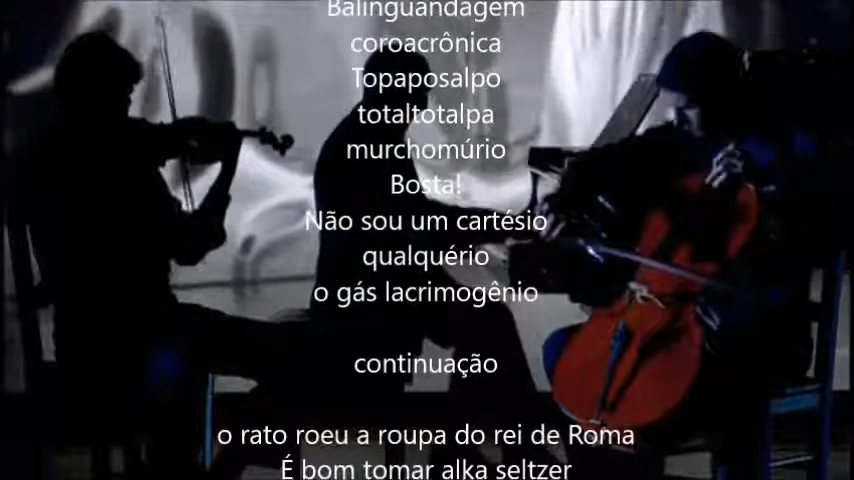 Balinguandagem
coroacrônica
Topaposalpo
totaltotalpa
murchomúrio
Bosta!
Não sou um cartésio
qualquério
o gás lacrimogênio
continuação
o rato roeu a roupa do rei de Roma
É bom tomar alka seltzer